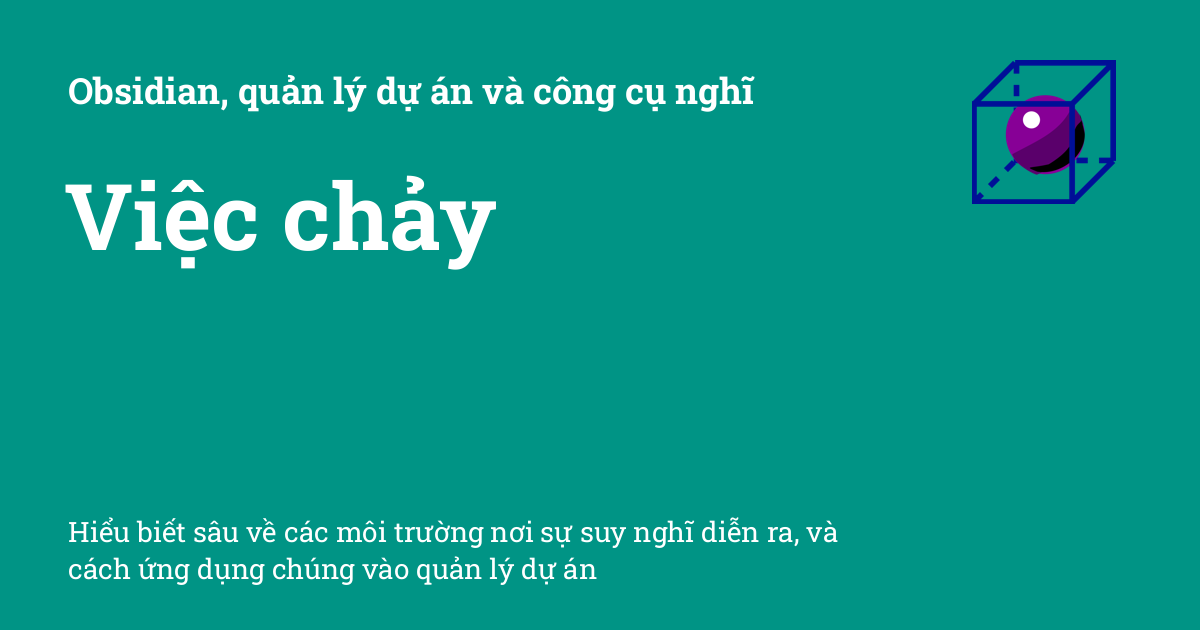 Obsidian, quản lý dự án và công cụ nghĩ
Việc chảy
Hiểu biết sâu về các môi trường nơi sự suy nghĩ diễn ra, và
cách ứng dụng chúng vào quản lý dự án